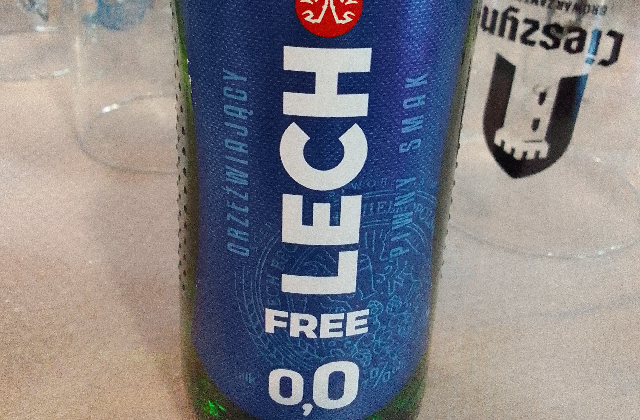 LECH
FREE
0,0
ORZEŹWIAJĄCY
PIWNY SMAK
Cieszyn